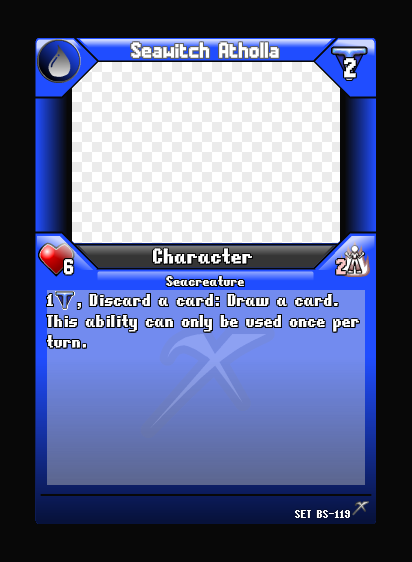 Seawitch Atholla
2
6
Character
2
Seacreature
1 , Discard a card: Draw a card.
This ability can only be used once per
turn.
SET BS-119